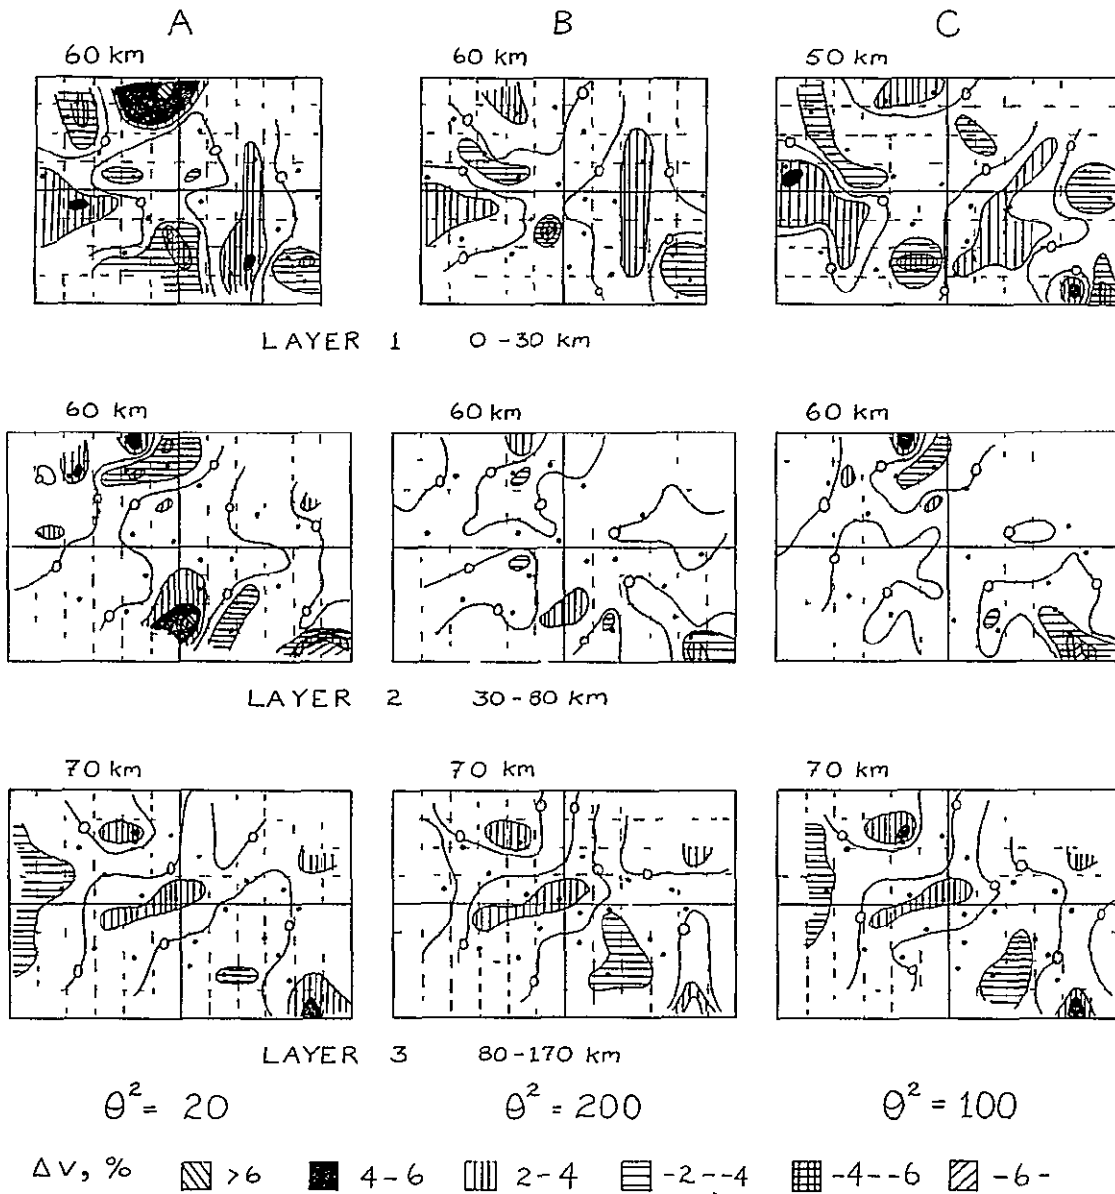 A B C
60 km 60 km 50 km
LAYER 1 0-30 km
60 km 60 km 60 km
LAYER 2 30-80 km
70 km 70 km 70 km
LAYER 3 80-170 km
θ² = 20 θ² = 200 θ² = 100
ΔV, % >6 4-6 2-4 -2--4 -4--6 -6-